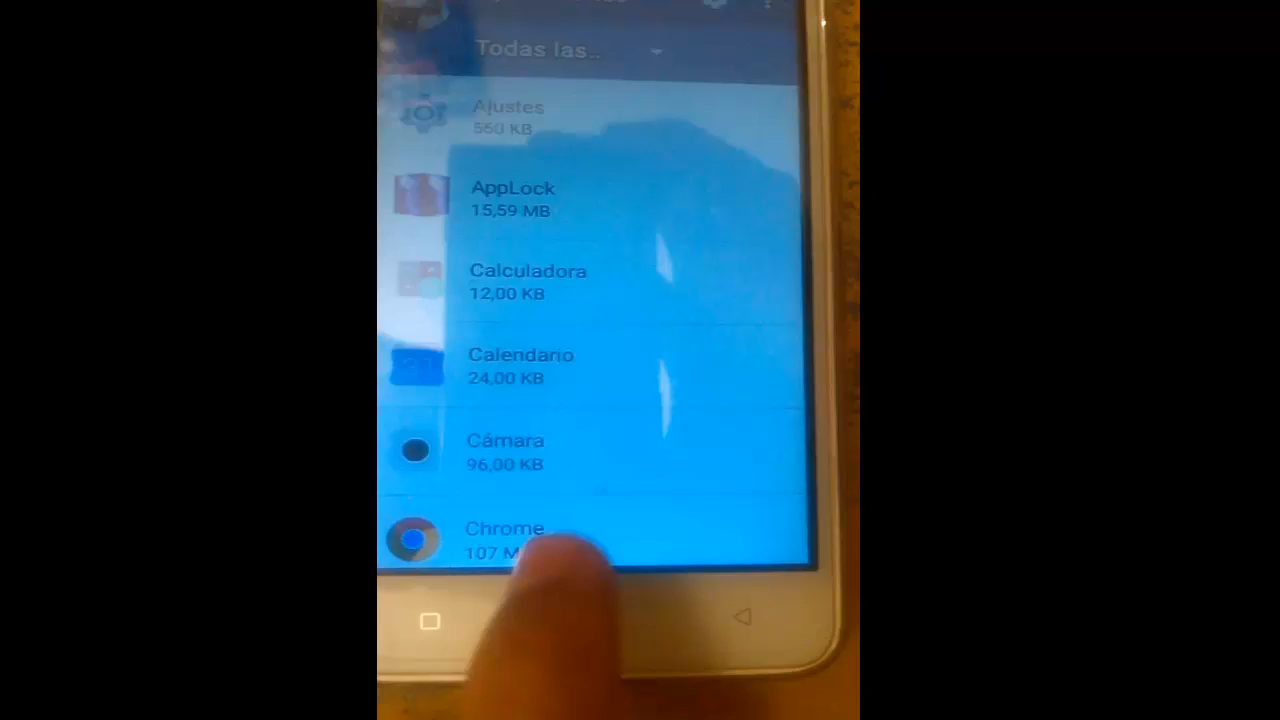 Todas las..
Ajustes
560 KB
AppLock
15,59 MB
Calculadora
12,00 KB
Calendario
24,00 KB
Cámara
96,00 KB
Chrome
107 M